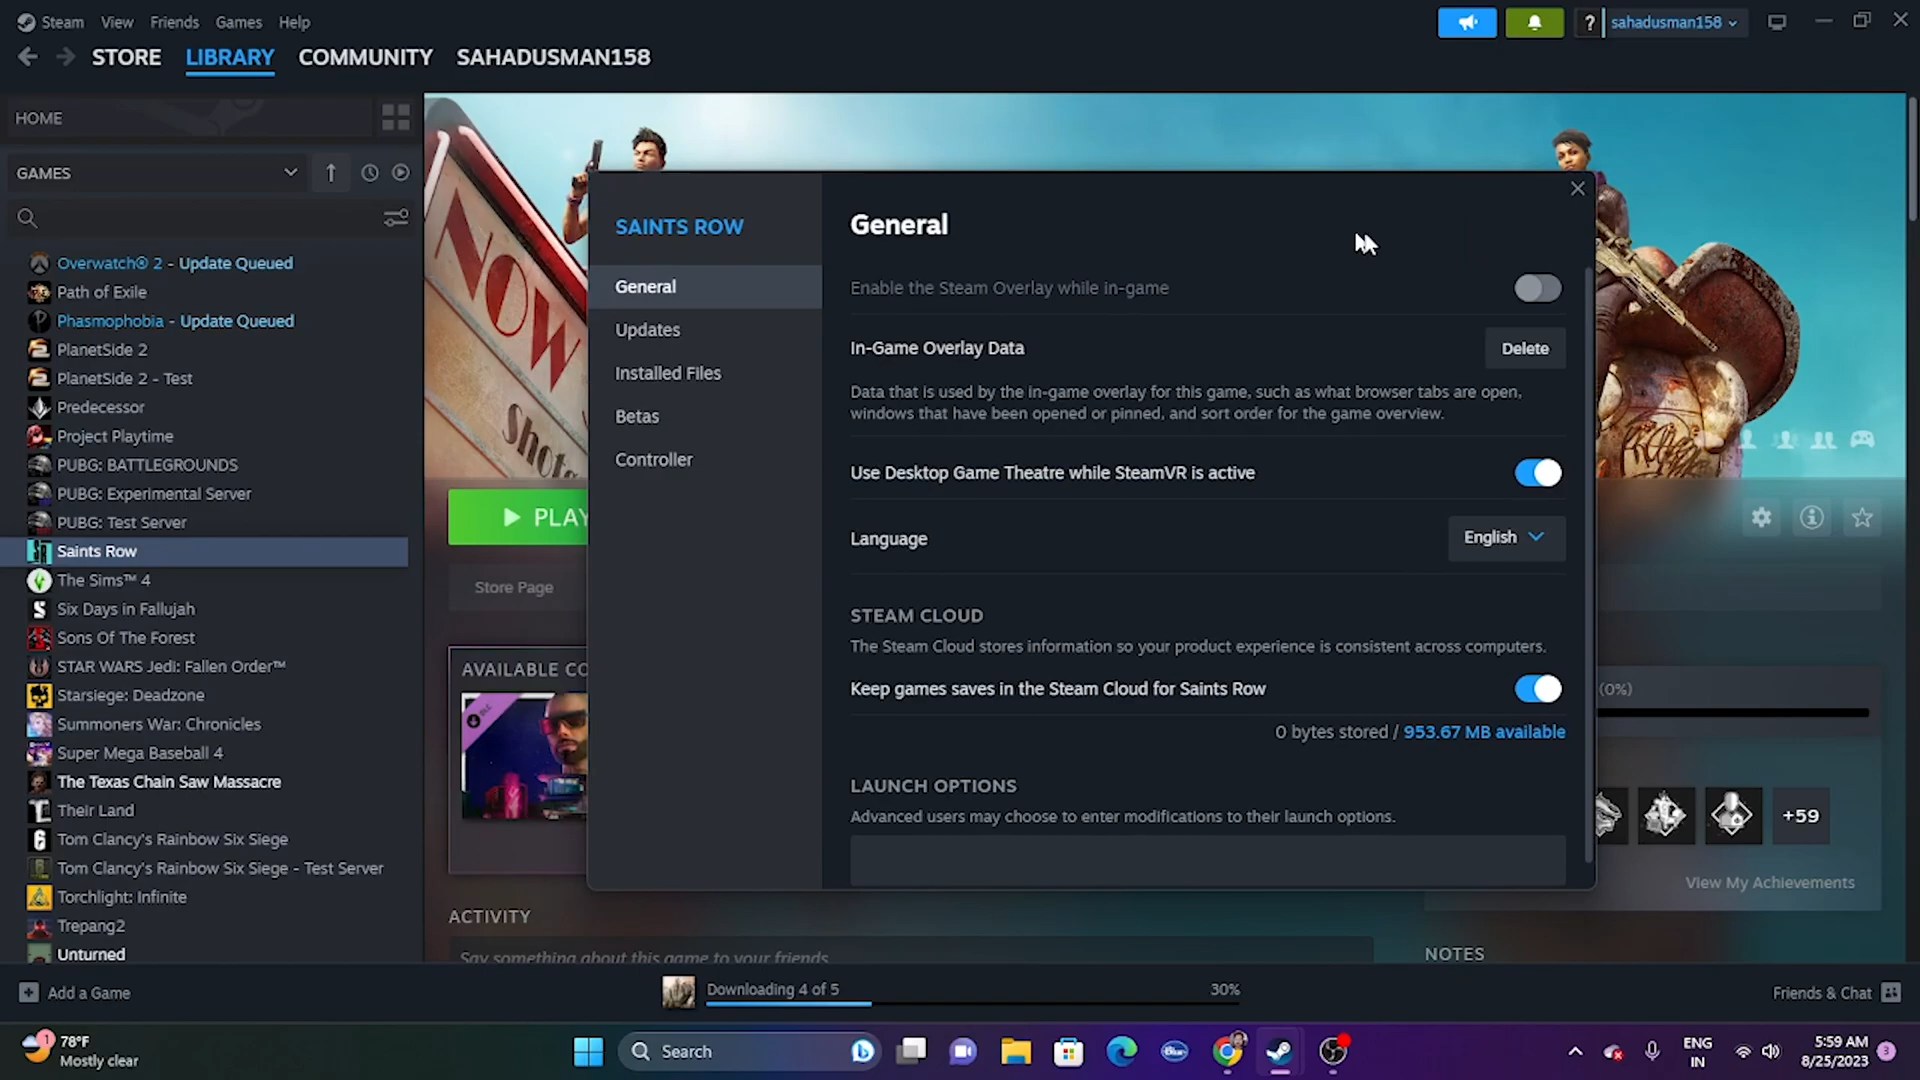 Steam View Friends Games Help
? sahadusman158
STORE LIBRARY COMMUNITY SAHADUSMAN158
HOME
GAMES
Overwatch® 2 - Update Queued
Path of Exile
Phasmophobia - Update Queued
PlanetSide 2
PlanetSide 2 - Test
Predecessor
Project Playtime
PUBG: BATTLEGROUNDS
PUBG: Experimental Server
PUBG: Test Server
Saints Row
The Sims™ 4
Six Days in Fallujah
Sons Of The Forest
STAR WARS Jedi: Fallen Order™
Starsiege: Deadzone
Summoners War: Chronicles
Super Mega Baseball 4
The Texas Chain Saw Massacre
Their Land
Tom Clancy's Rainbow Six Siege
Tom Clancy's Rainbow Six Siege - Test Server
Torchlight: Infinite
Trepang2
Unturned
NOW
Shot
PLAY
Store Page
AVAILABLE CO
DLC
ACTIVITY
Say something about this game to your friends
SAINTS ROW
General
Updates
Installed Files
Betas
Controller
General
Enable the Steam Overlay while in-game
In-Game Overlay Data
Delete
Data that is used by the in-game overlay for this game, such as what browser tabs are open,
windows that have been opened or pinned, and sort order for the game overview.
Use Desktop Game Theatre while SteamVR is active
Language
English
STEAM CLOUD
The Steam Cloud stores information so your product experience is consistent across computers.
Keep games saves in the Steam Cloud for Saints Row
0 bytes stored / 953.67 MB available
LAUNCH OPTIONS
Advanced users may choose to enter modifications to their launch options.
(0%)
+59
View My Achievements
NOTES
Add a Game
Downloading 4 of 5
30%
Friends & Chat
1
78°F
Mostly clear
Search
ENG
IN
5:59 AM
8/25/2023
3